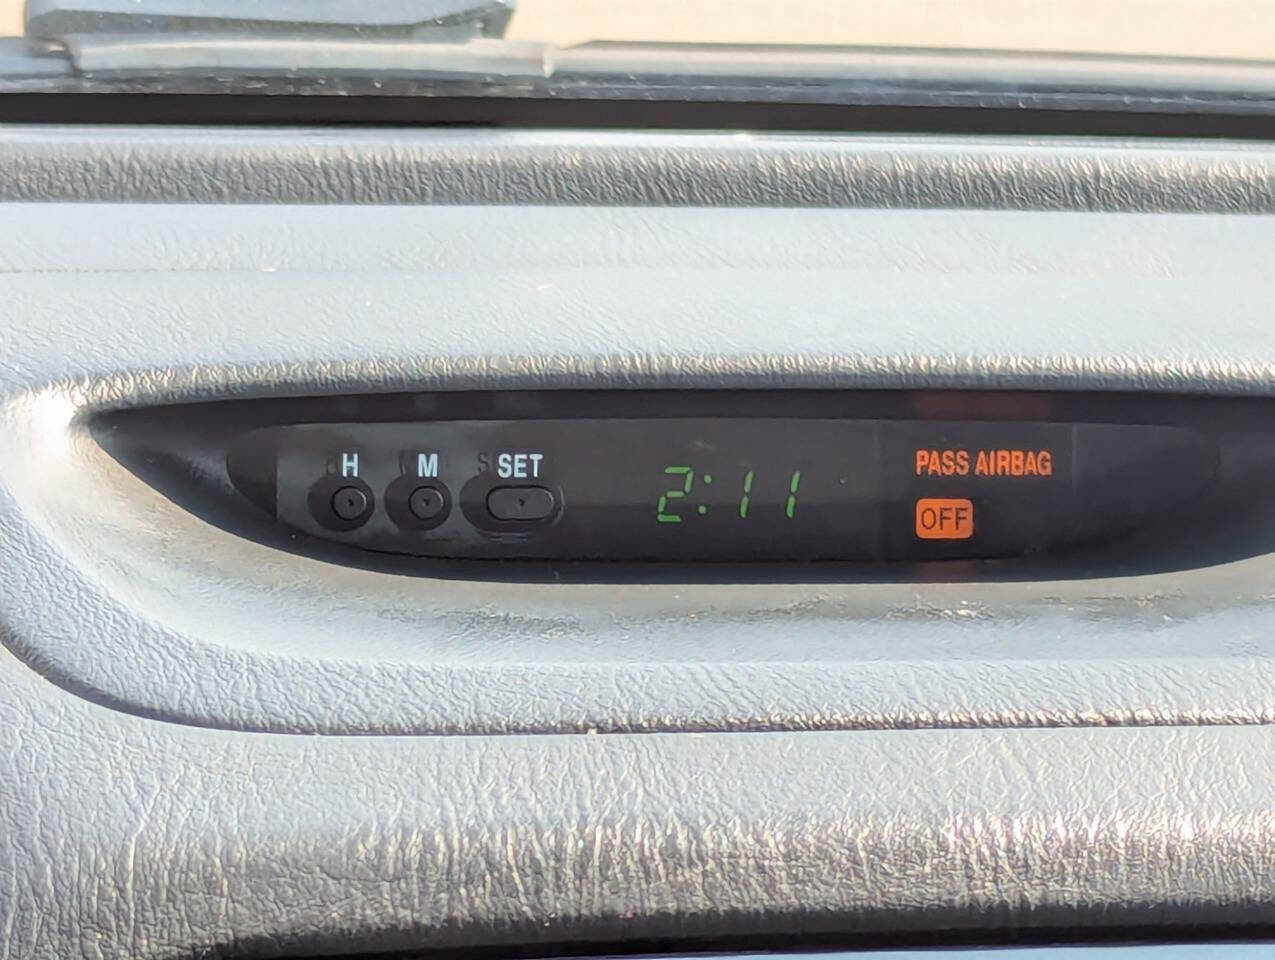 H M SET 2:11 PASS AIRBAG
OFF